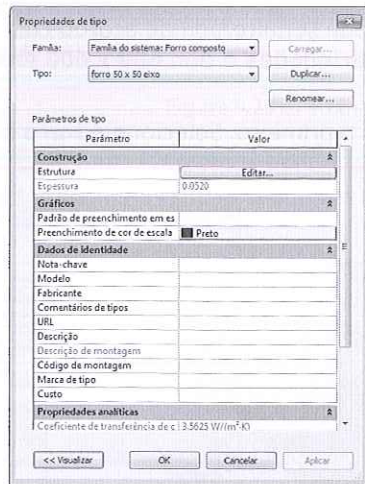 Propriedades de tipo
Família: Família do sistema: Forro composto Carregar...
Tipo: forro 50 x 50 eixo Duplicar...
Renomear...
Parâmetros de tipo
Parâmetro Valor
Construção
Estrutura Editar...
Espessura 0.0520
Gráficos
Padrão de preenchimento em es
Preenchimento de cor de escala Preto
Dados de identidade
Nota-chave
Modelo
Fabricante
Comentários de tipos
URL
Descrição
Descrição de montagem
Código de montagem
Marca de tipo
Custo
Propriedades analíticas
Coeficiente de transferência de c 3.5625 W/(m²·K)
<< Visualizar OK Cancelar Aplicar